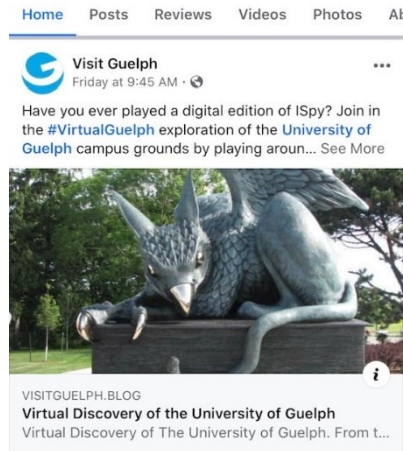 Home Posts Reviews Videos Photos
Visit Guelph
Friday at 9:45 AM ·
Have you ever played a digital edition of ISpy? Join in
the #VirtualGuelph exploration of the University of
Guelph campus grounds by playing aroun... See More
i
VISITGUELPH.BLOG
Virtual Discovery of the University of Guelph
Virtual Discovery of The University of Guelph. From t...